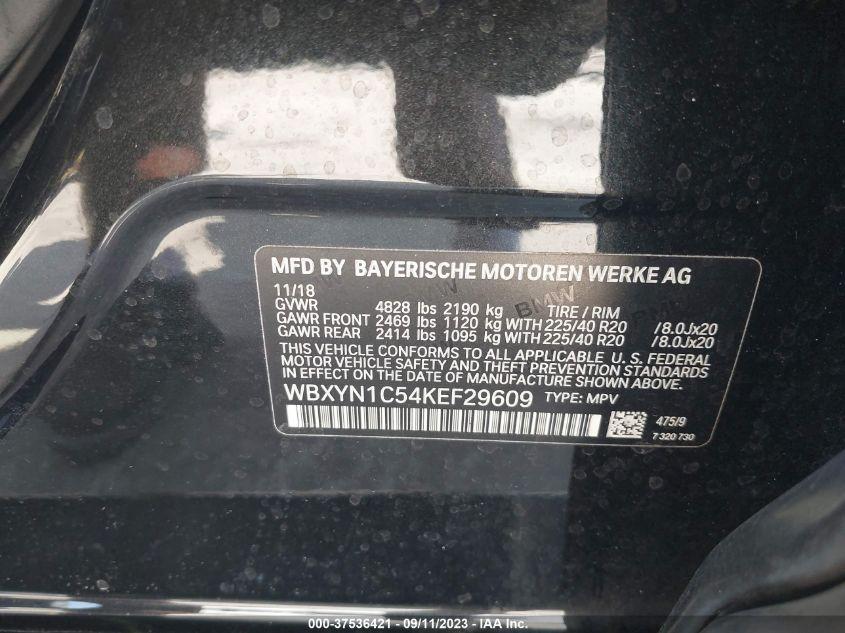 MFD BY BAYERISCHE MOTOREN WERKE AG
11/18
GVWR 4828 lbs 2190 kg TIRE / RIM
GAWR FRONT 2469 lbs 1120 kg WITH 225/40 R20 /8.0Jx20
GAWR REAR 2414 lbs 1095 kg WITH 225/40 R20 /8.0Jx20
THIS VEHICLE CONFORMS TO ALL APPLICABLE U. S. FEDERAL
MOTOR VEHICLE SAFETY AND THEFT PREVENTION STANDARDS
IN EFFECT ON THE DATE OF MANUFACTURE SHOWN ABOVE.
WBXYN1C54KEF29609 TYPE: MPV
475/9
7 320 730
BMW
000-37536421 - 09/11/2023 - IAA Inc.